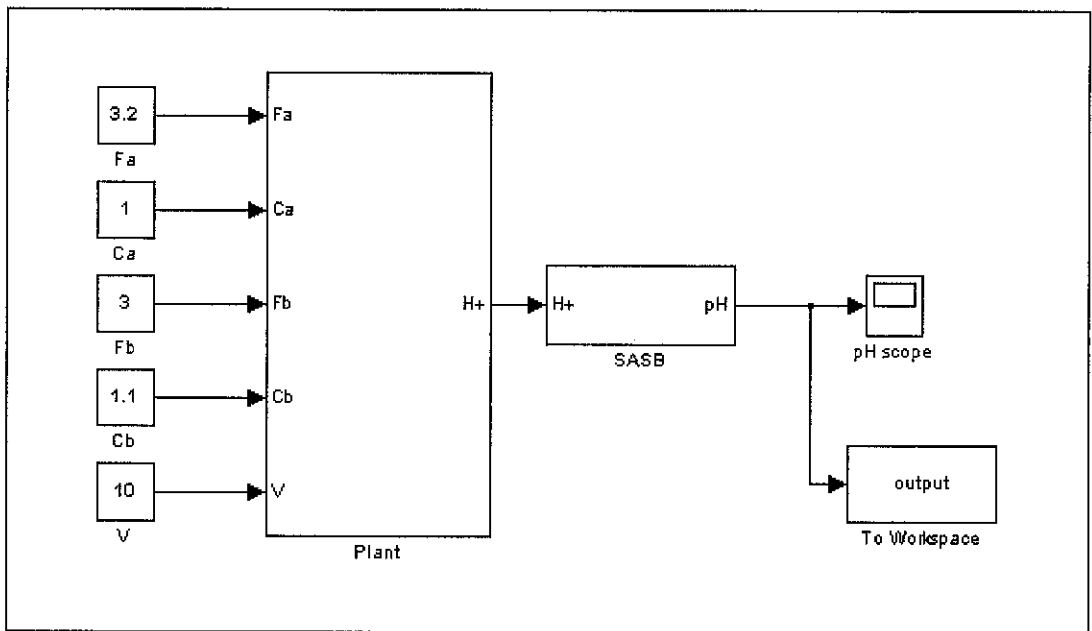 3.2
Fa
Fa
1
Ca
Ca
3
Fb
Fb
H+
H+
pH
SASB
pH scope
1.1
Cb
Cb
10
V
V
Plant
output
To Workspace